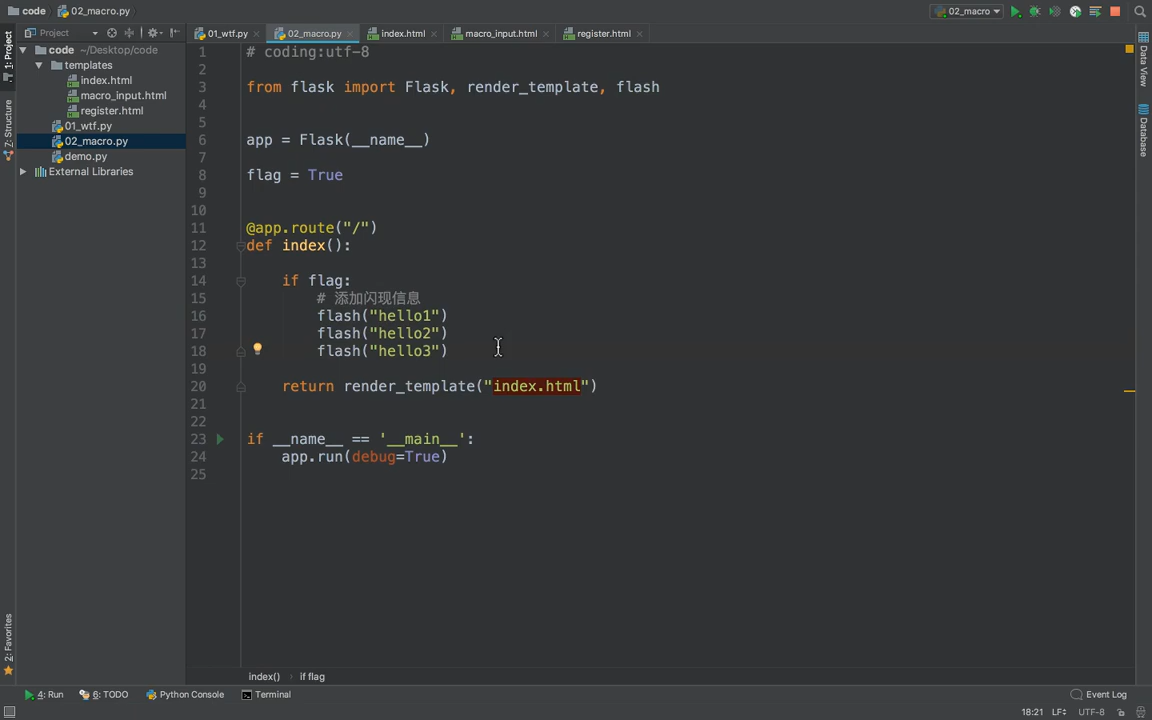 code 02_macro.py
02_macro
1: Project
Z: Structure
2: Favorites
Data View
Database
Project
01_wtf.py
02_macro.py
index.html
macro_input.html
register.html
code ~/Desktop/code
templates
index.html
macro_input.html
register.html
01_wtf.py
02_macro.py
demo.py
External Libraries
1 # coding:utf-8
2
3 from flask import Flask, render_template, flash
4
5
6 app = Flask(__name__)
7
8 flag = True
9
10
11 @app.route("/")
12 def index():
13
14 if flag:
15 # 添加闪现信息
16 flash("hello1")
17 flash("hello2")
18 flash("hello3")
19
20 return render_template("index.html")
21
22
23 if __name__ == '__main__':
24 app.run(debug=True)
25
index() › if flag
4: Run 6: TODO Python Console Terminal Event Log
18:21 LF÷ UTF-8